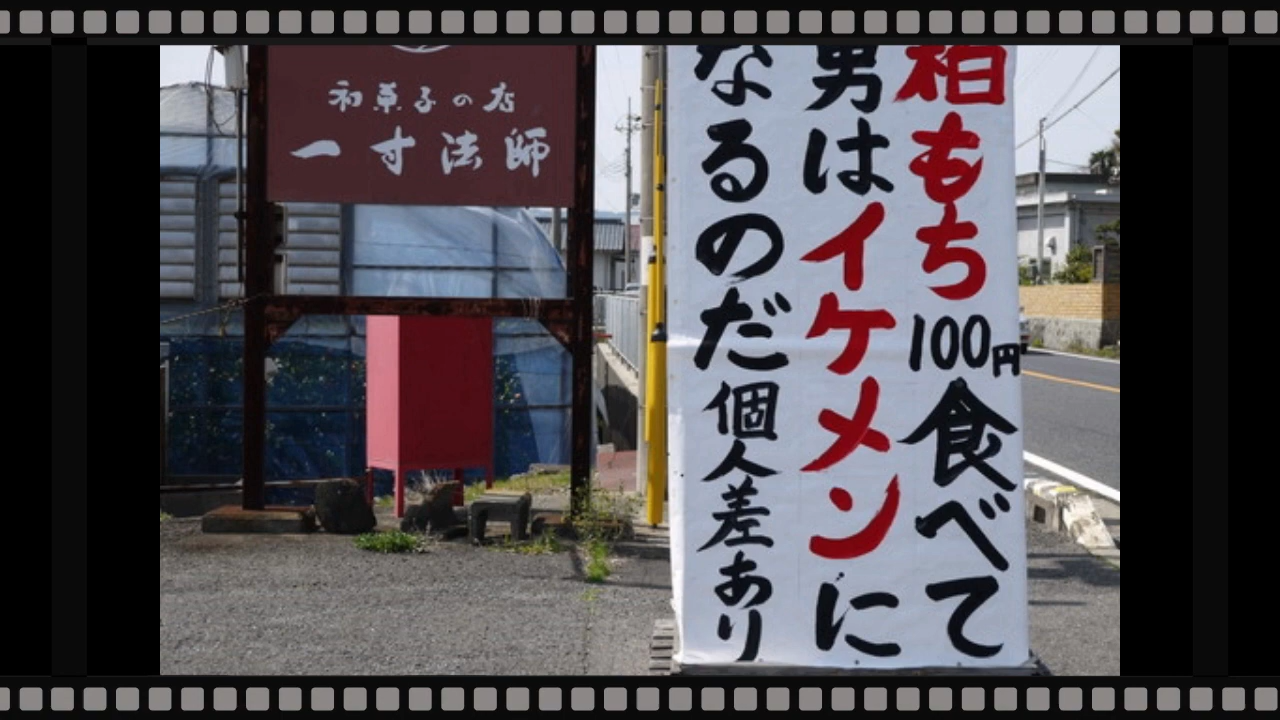 和菓子の店
一寸法師
柏もち100円食べて
男はイケメンに
なるのだ個人差あり